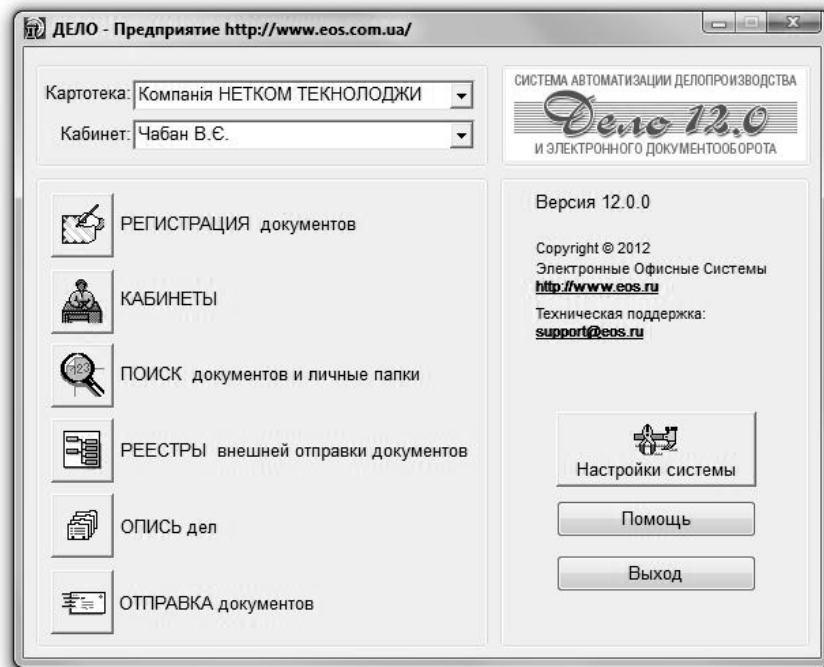 ДЕЛО - Предприятие http://www.eos.com.ua/
Картотека: Компанія НЕТКОМ ТЕКНОЛОДЖИ
Кабинет: Чабан В.Є.
СИСТЕМА АВТОМАТИЗАЦИИ ДЕЛОПРОИЗВОДСТВА
Дело 12.0
И ЭЛЕКТРОННОГО ДОКУМЕНТООБОРОТА
РЕГИСТРАЦИЯ документов
КАБИНЕТЫ
ПОИСК документов и личные папки
РЕЕСТРЫ внешней отправки документов
ОПИСЬ дел
ОТПРАВКА документов
Версия 12.0.0
Copyright © 2012
Электронные Офисные Системы
http://www.eos.ru
Техническая поддержка:
support@eos.ru
Настройки системы
Помощь
Выход